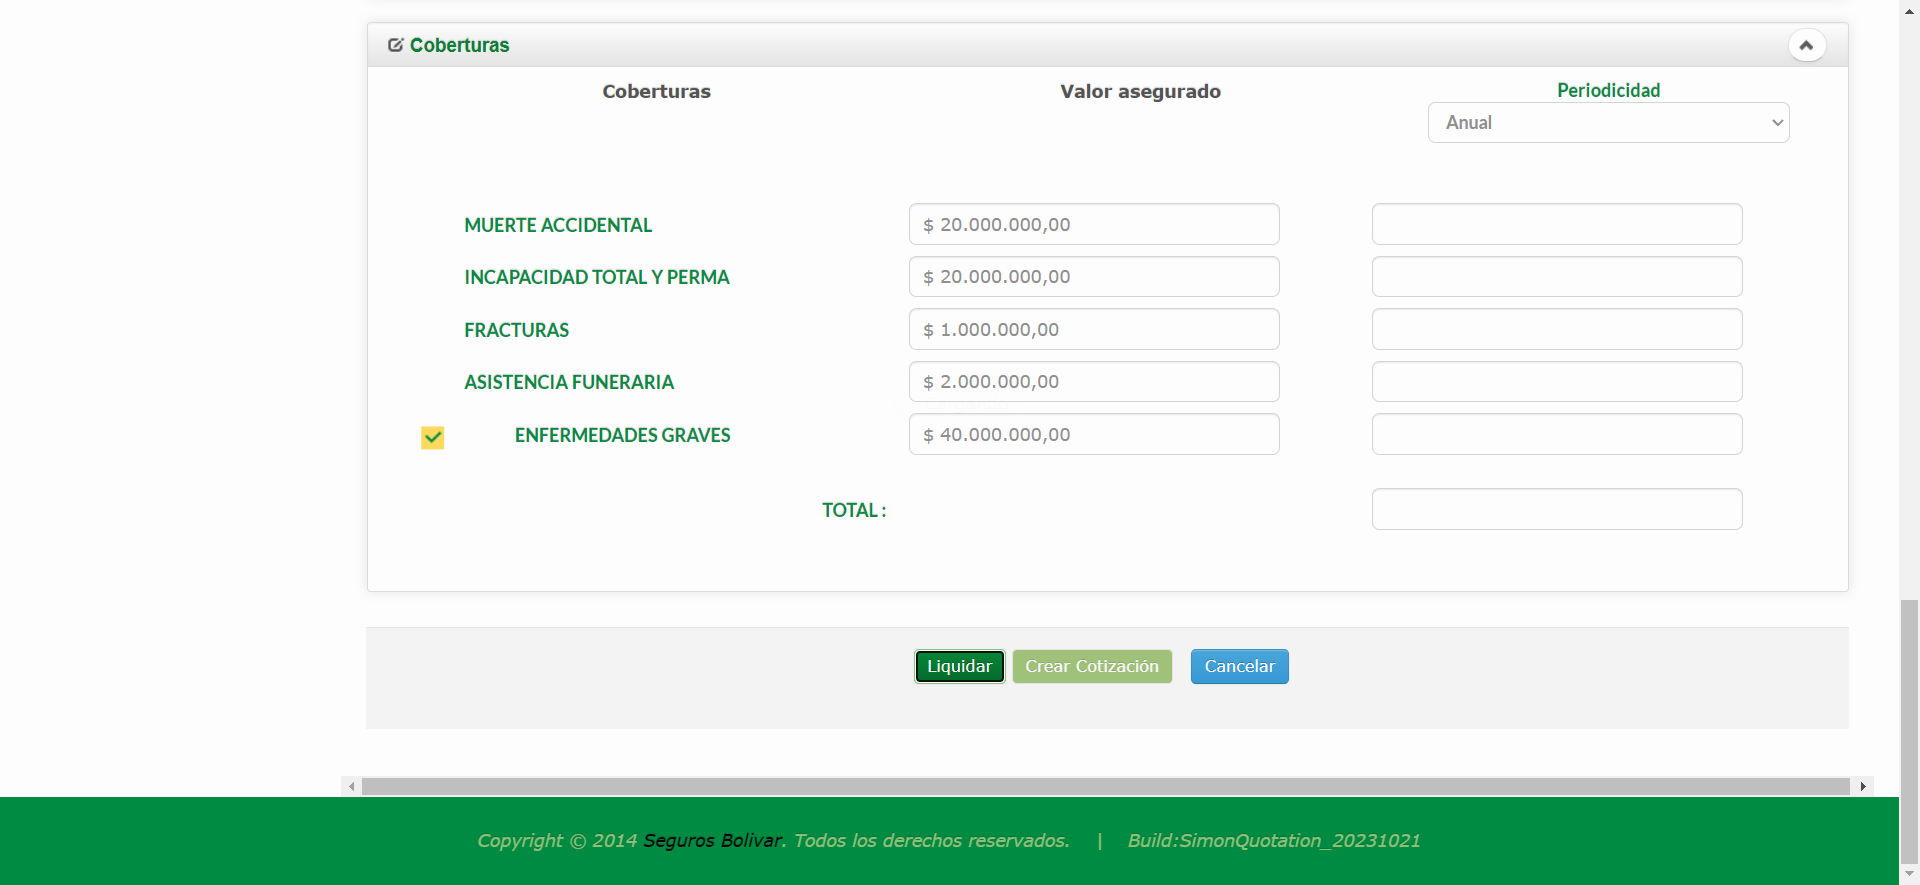 Coberturas
Coberturas Valor asegurado Periodicidad
Anual
MUERTE ACCIDENTAL $ 20.000.000,00
INCAPACIDAD TOTAL Y PERMA $ 20.000.000,00
FRACTURAS $ 1.000.000,00
ASISTENCIA FUNERARIA $ 2.000.000,00
ENFERMEDADES GRAVES $ 40.000.000,00
TOTAL :
Liquidar Crear Cotización Cancelar
Copyright © 2014 Seguros Bolivar. Todos los derechos reservados. | Build:SimonQuotation_20231021